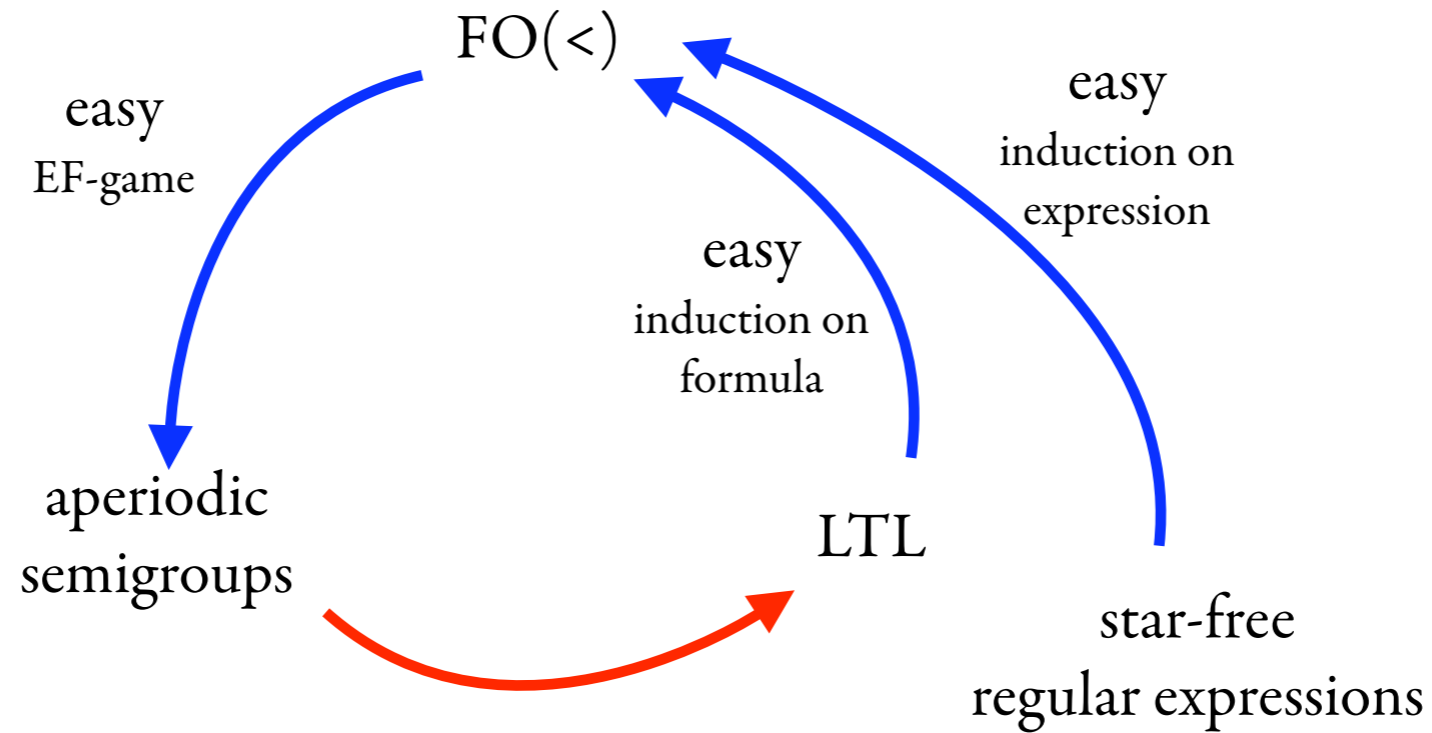 FO(<)
easy
EF-game
easy
induction on
expression
easy
induction on
formula
aperiodic
semigroups
LTL
star-free
regular expressions